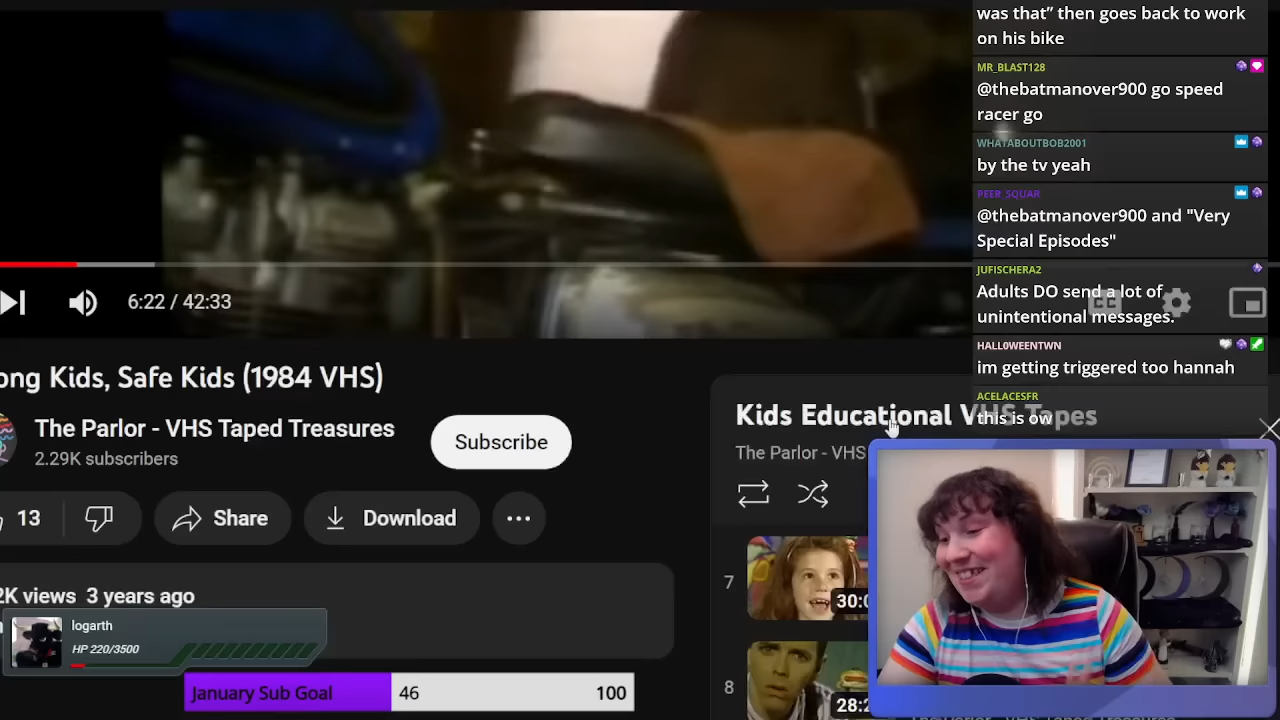 was that” then goes back to work
on his bike
MR_BLAST128
@thebatmanover900 go speed
racer go
WHATABOUTBOB2001
by the tv yeah
PEER_SQUAR
@thebatmanover900 and "Very
Special Episodes"
JUFISCHERA2
Adults DO send a lot of
unintentional messages.
HALL0WEENTWN
im getting triggered too hannah
ACELACESFR
this is ow
6:22 / 42:33
ong Kids, Safe Kids (1984 VHS)
The Parlor - VHS Taped Treasures
2.29K subscribers
Subscribe
13
Share
Download
2K views 3 years ago
logarth
HP 220/3500
January Sub Goal 46 100
Kids Educational VHS Tapes
The Parlor - VHS
7
30:0
8
28:2